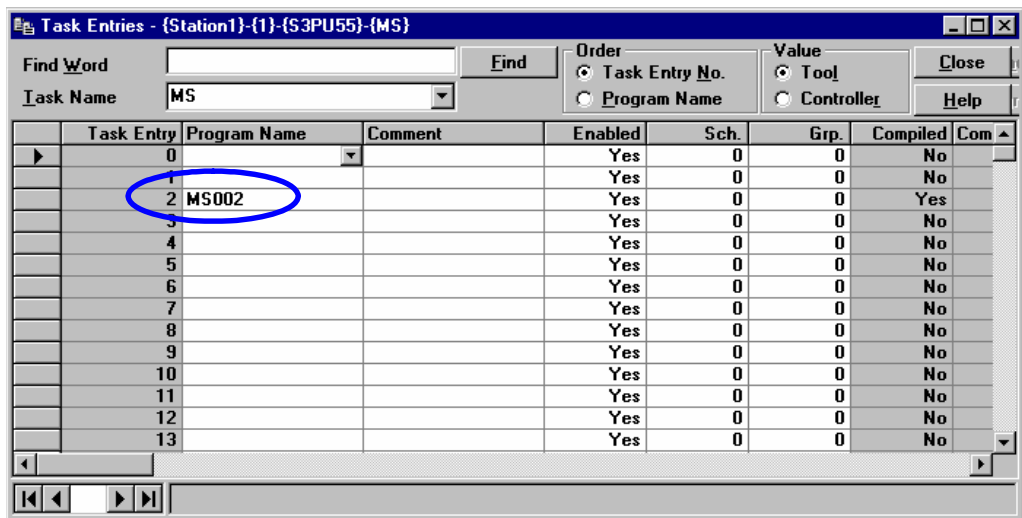 Task Entries - {Station1}-{1}-{S3PU55}-{MS}
Find Word Find Order Value Close
Task Entry No. Tool
Task Name MS Program Name Controller Help
Task Entry Program Name Comment Enabled Sch. Grp. Compiled Com
0 Yes 0 0 No
1 Yes 0 0 No
2 MS002 Yes 0 0 Yes
3 Yes 0 0 No
4 Yes 0 0 No
5 Yes 0 0 No
6 Yes 0 0 No
7 Yes 0 0 No
8 Yes 0 0 No
9 Yes 0 0 No
10 Yes 0 0 No
11 Yes 0 0 No
12 Yes 0 0 No
13 Yes 0 0 No